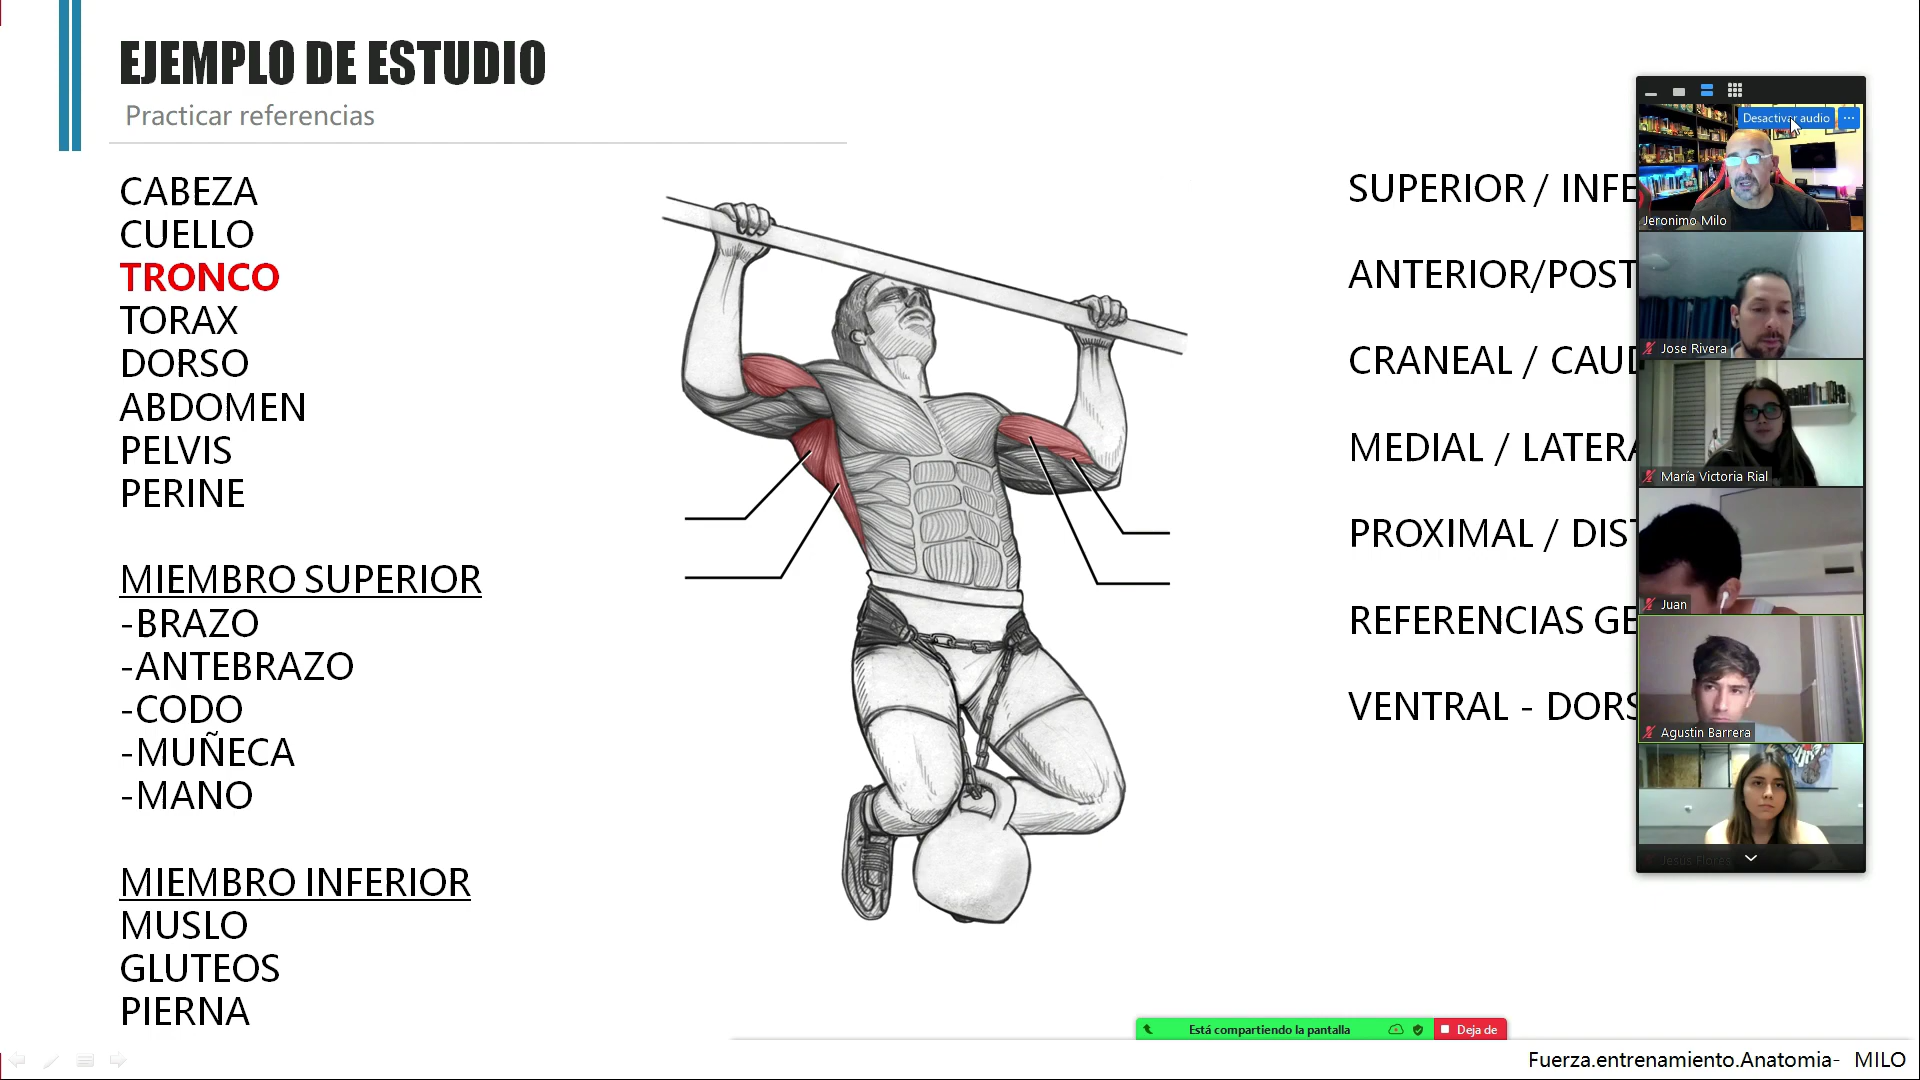 EJEMPLO DE ESTUDIO
Practicar referencias
CABEZA
CUELLO
TRONCO
TORAX
DORSO
ABDOMEN
PELVIS
PERINE
MIEMBRO SUPERIOR
-BRAZO
-ANTEBRAZO
-CODO
-MUÑECA
-MANO
MIEMBRO INFERIOR
MUSLO
GLUTEOS
PIERNA
SUPERIOR / INFE
ANTERIOR/POST
CRANEAL / CAUD
MEDIAL / LATERA
PROXIMAL / DIST
REFERENCIAS GE
VENTRAL - DORS
Desactivar audio
Jeronimo Milo
Jose Rivera
María Victoria Rial
Juan
Agustin Barrera
Jesús Flores
Está compartiendo la pantalla
Deja de
Fuerza.entrenamiento.Anatomia- MILO